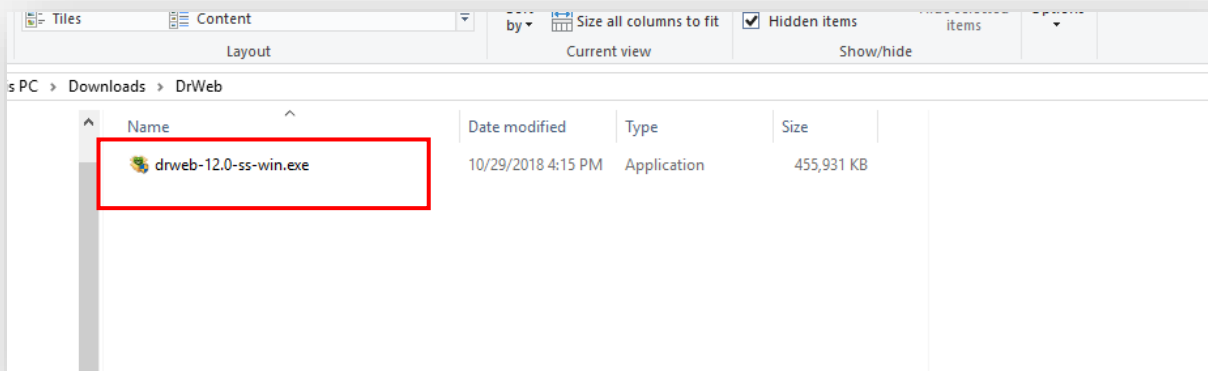 Tiles
Content
by
Size all columns to fit
Hidden items
items
Layout
Current view
Show/hide
s PC > Downloads > DrWeb
Name
Date modified
Type
Size
drweb-12.0-ss-win.exe
10/29/2018 4:15 PM
Application
455,931 KB